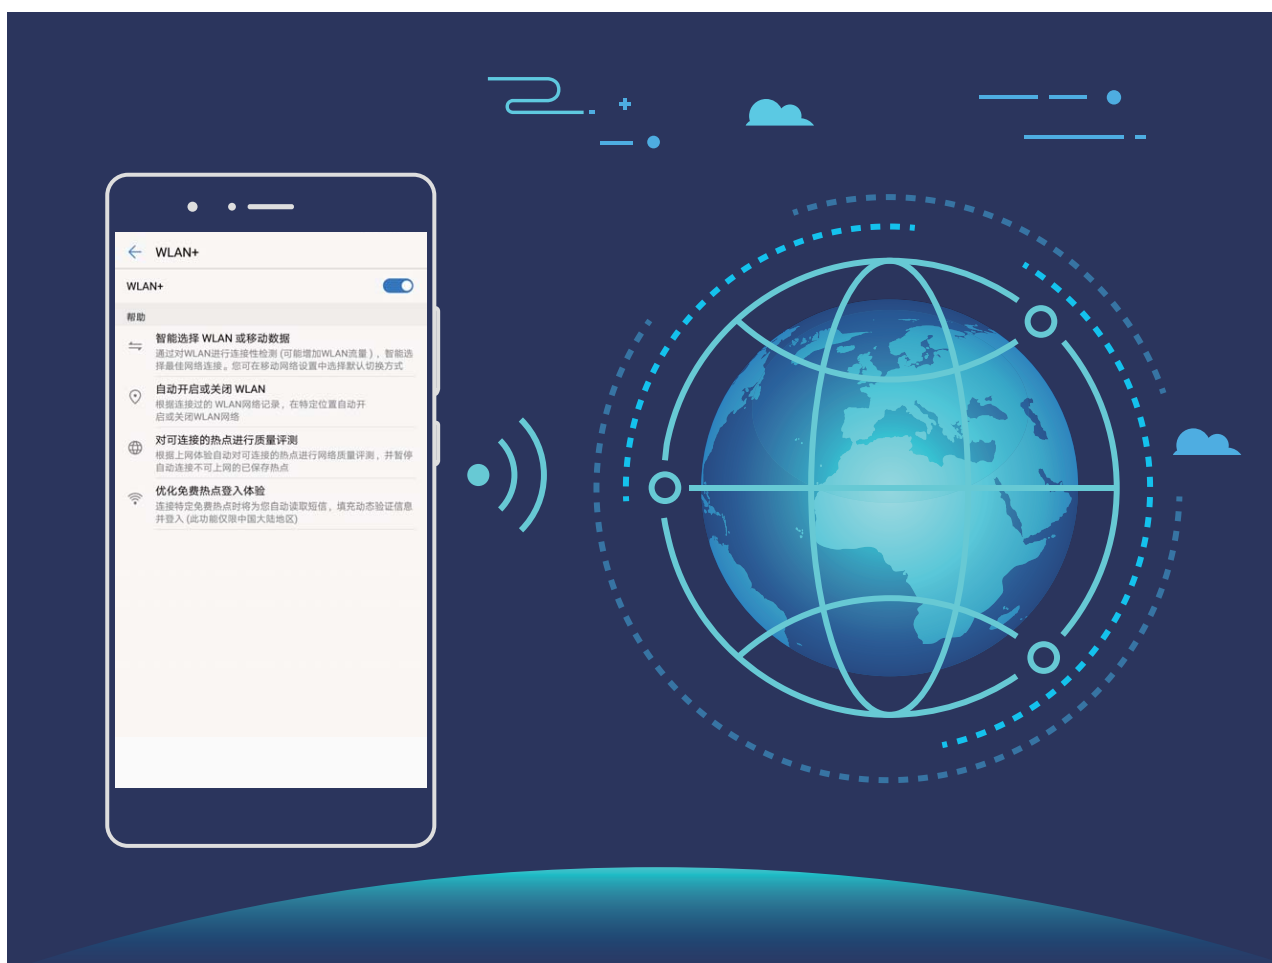 WLAN+
WLAN+
帮助
智能选择 WLAN 或移动数据
通过对WLAN进行连接性检测 (可能增加WLAN流量 ) ，智能选
择最佳网络连接。您可在移动网络设置中选择默认切换方式
自动开启或关闭 WLAN
根据连接过的 WLAN网络记录，在特定位置自动开
启或关闭WLAN网络
对可连接的热点进行质量评测
根据上网体验自动对可连接的热点进行网络质量评测，并暂停
自动连接不可上网的已保存热点
优化免费热点登入体验
连接特定免费热点时将为您自动读取短信，填充动态验证信息
并登入 (此功能仅限中国大陆地区)